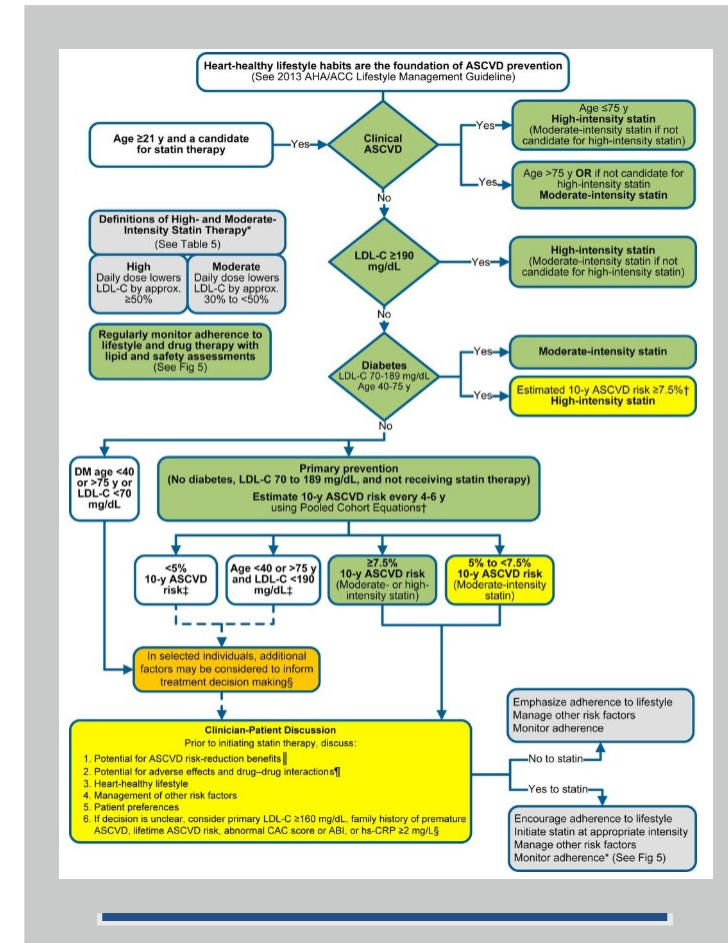 Heart-healthy lifestyle habits are the foundation of ASCVD prevention
(See 2013 AHA/ACC Lifestyle Management Guideline)
Age ≥21 y and a candidate
for statin therapy
Yes
Clinical
ASCVD
Yes
Age ≤75 y
High-intensity statin
(Moderate-intensity statin if not
candidate for high-intensity statin)
Yes
Age >75 y OR if not candidate for
high-intensity statin
Moderate-intensity statin
No
Definitions of High- and Moderate-
Intensity Statin Therapy*
(See Table 5)
High
Daily dose lowers
LDL-C by approx.
≥50%
Moderate
Daily dose lowers
LDL-C by approx.
30% to <50%
LDL-C ≥190
mg/dL
Yes
High-intensity statin
(Moderate-intensity statin if not
candidate for high-intensity statin)
No
Regularly monitor adherence to
lifestyle and drug therapy with
lipid and safety assessments
(See Fig 5)
Diabetes
LDL-C 70-189 mg/dL
Age 40-75 y
Yes
Moderate-intensity statin
Yes
Estimated 10-y ASCVD risk ≥7.5%†
High-intensity statin
No
DM age <40
or >75 y or
LDL-C <70
mg/dL
Primary prevention
(No diabetes, LDL-C 70 to 189 mg/dL, and not receiving statin therapy)
Estimate 10-y ASCVD risk every 4-6 y
using Pooled Cohort Equations†
<5%
10-y ASCVD
risk‡
Age <40 or >75 y
and LDL-C <190
mg/dL‡
≥7.5%
10-y ASCVD risk
(Moderate- or high-
intensity statin)
5% to <7.5%
10-y ASCVD risk
(Moderate-intensity
statin)
In selected individuals, additional
factors may be considered to inform
treatment decision making§
Clinician-Patient Discussion
Prior to initiating statin therapy, discuss:
1. Potential for ASCVD risk-reduction benefits‖
2. Potential for adverse effects and drug–drug interactions¶
3. Heart-healthy lifestyle
4. Management of other risk factors
5. Patient preferences
6. If decision is unclear, consider primary LDL-C ≥160 mg/dL, family history of premature
ASCVD, lifetime ASCVD risk, abnormal CAC score or ABI, or hs-CRP ≥2 mg/L§
Emphasize adherence to lifestyle
Manage other risk factors
Monitor adherence
No to statin
Yes to statin
Encourage adherence to lifestyle
Initiate statin at appropriate intensity
Manage other risk factors
Monitor adherence* (See Fig 5)